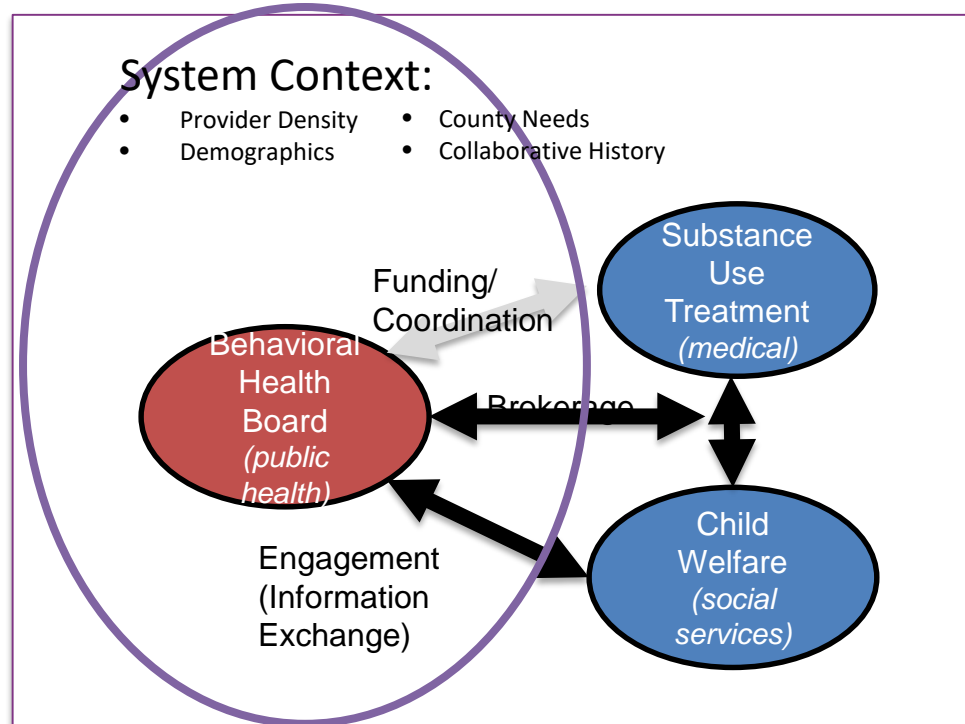 System Context:
• Provider Density • County Needs
• Demographics • Collaborative History
Substance
Use
Treatment
(medical)
Funding/
Coordination
Behavioral
Health
Board
(public
health)
Brokerage
Child
Welfare
(social
services)
Engagement
(Information
Exchange)